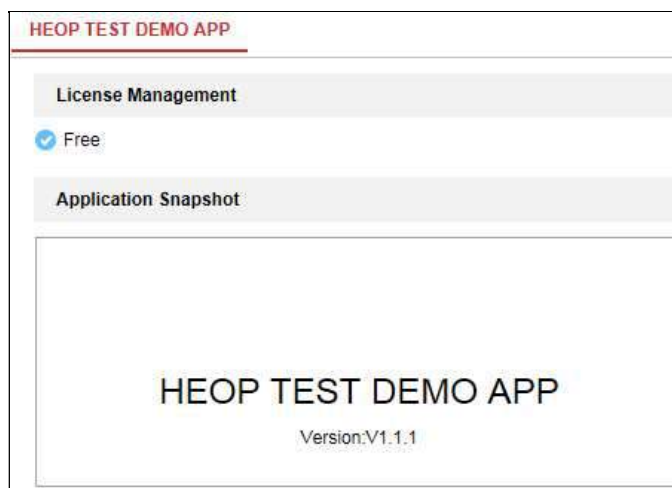 HEOP TEST DEMO APP
License Management
Free
Application Snapshot
HEOP TEST DEMO APP
Version:V1.1.1